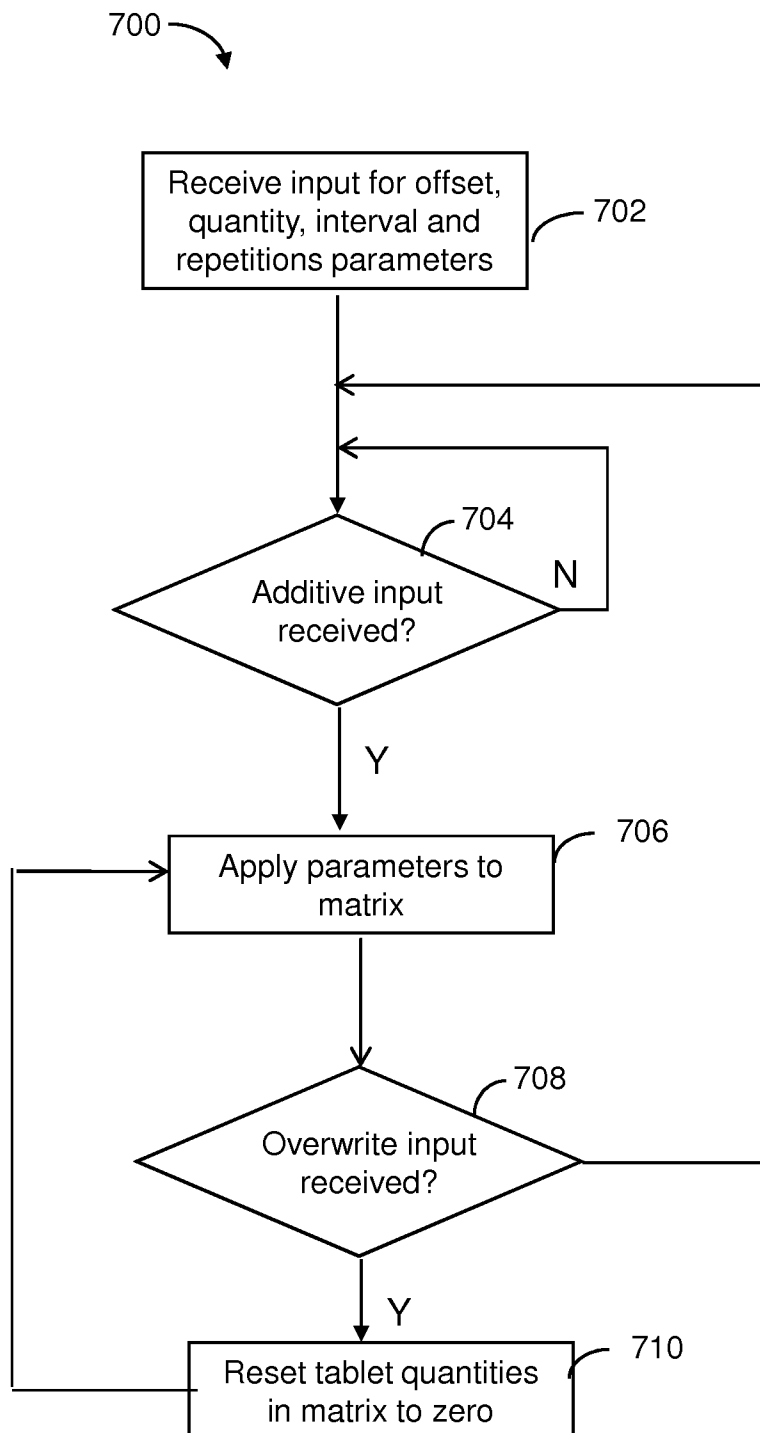 700
Receive input for offset,
quantity, interval and
repetitions parameters
702
704
Additive input
received?
N
Y
706
Apply parameters to
matrix
708
Overwrite input
received?
Y
710
Reset tablet quantities
in matrix to zero